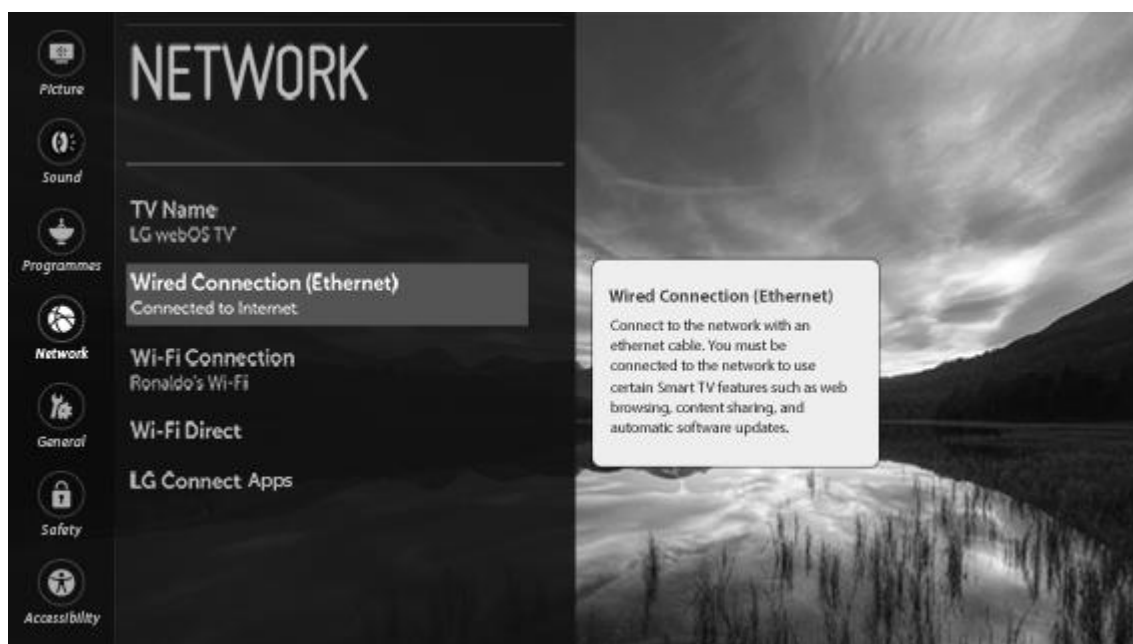 NETWORK
Picture
Sound
Programmes
Network
General
Safety
Accessibility
TV Name
LG webOS TV
Wired Connection (Ethernet)
Connected to Internet
Wi-Fi Connection
Ronaldo's Wi-Fi
Wi-Fi Direct
LG Connect Apps
Wired Connection (Ethernet)
Connect to the network with an
ethernet cable. You must be
connected to the network to use
certain Smart TV features such as web
browsing, content sharing, and
automatic software updates.